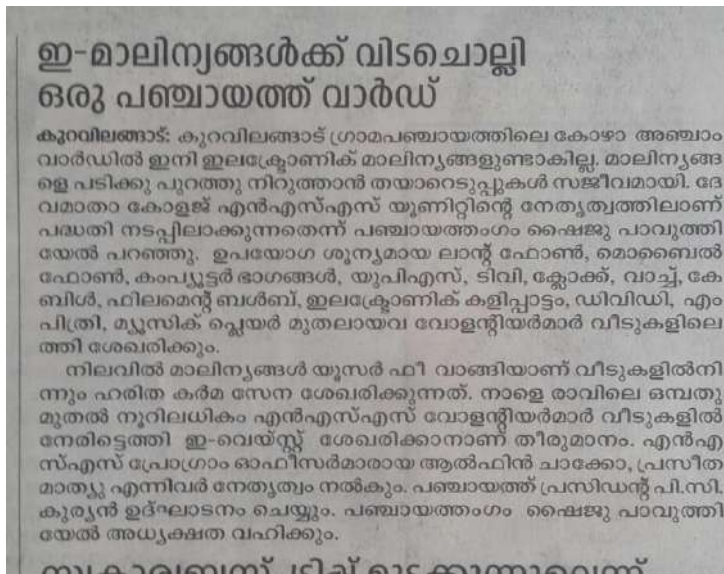 ഇ-മാലിന്യങ്ങൾക്ക് വിടചൊല്ലി
ഒരു പഞ്ചായത്ത് വാർഡ്
കുറവിലങ്ങാട്: കുറവിലങ്ങാട് ഗ്രാമപഞ്ചായത്തിലെ കോഴാ അഞ്ചാം
വാർഡിൽ ഇനി ഇലക്ട്രോണിക് മാലിന്യങ്ങളുണ്ടാകില്ല. മാലിന്യങ്ങ
ളെ പടിക്കു പുറത്തു നിറുത്താൻ തയാറെടുപ്പുകൾ സജീവമായി. ദേ
വമാതാ കോളജ് എൻഎസ്എസ് യൂണിറ്റിന്റെ നേതൃത്വത്തിലാണ്
പദ്ധതി നടപ്പിലാക്കുന്നതെന്ന് പഞ്ചായത്തംഗം ഷൈജു പാവുത്തി
യേൽ പറഞ്ഞു. ഉപയോഗ ശൂന്യമായ ലാന്റ് ഫോൺ, മൊബൈൽ
ഫോൺ, കംപ്യൂട്ടർ ഭാഗങ്ങൾ, യുപിഎസ്, ടിവി, ക്ലോക്ക്, വാച്ച്, കേ
ബിൾ, ഫിലമെന്റ് ബൾബ്, ഇലക്ട്രോണിക് കളിപ്പാട്ടം, ഡിവിഡി, എം
പിത്രി, മ്യൂസിക് പ്ലെയർ മുതലായവ വോളന്റിയർമാർ വീടുകളിലെ
ത്തി ശേഖരിക്കും.
നിലവിൽ മാലിന്യങ്ങൾ യൂസർ ഫീ വാങ്ങിയാണ് വീടുകളിൽനി
ന്നും ഹരിത കർമ സേന ശേഖരിക്കുന്നത്. നാളെ രാവിലെ ഒമ്പതു
മുതൽ നൂറിലധികം എൻഎസ്എസ് വോളന്റിയർമാർ വീടുകളിൽ
നേരിട്ടെത്തി ഇ-വെയ്സ്റ്റ് ശേഖരിക്കാനാണ് തീരുമാനം. എൻഎ
സ്എസ് പ്രോഗ്രാം ഓഫീസർമാരായ ആൽഫിൻ ചാക്കോ, പ്രസീത
മാത്യു എന്നിവർ നേതൃത്വം നൽകും. പഞ്ചായത്ത് പ്രസിഡന്റ് പി.സി.
കുര്യൻ ഉദ്ഘാടനം ചെയ്യും. പഞ്ചായത്തംഗം ഷൈജു പാവുത്തി
യേൽ അധ്യക്ഷത വഹിക്കും.